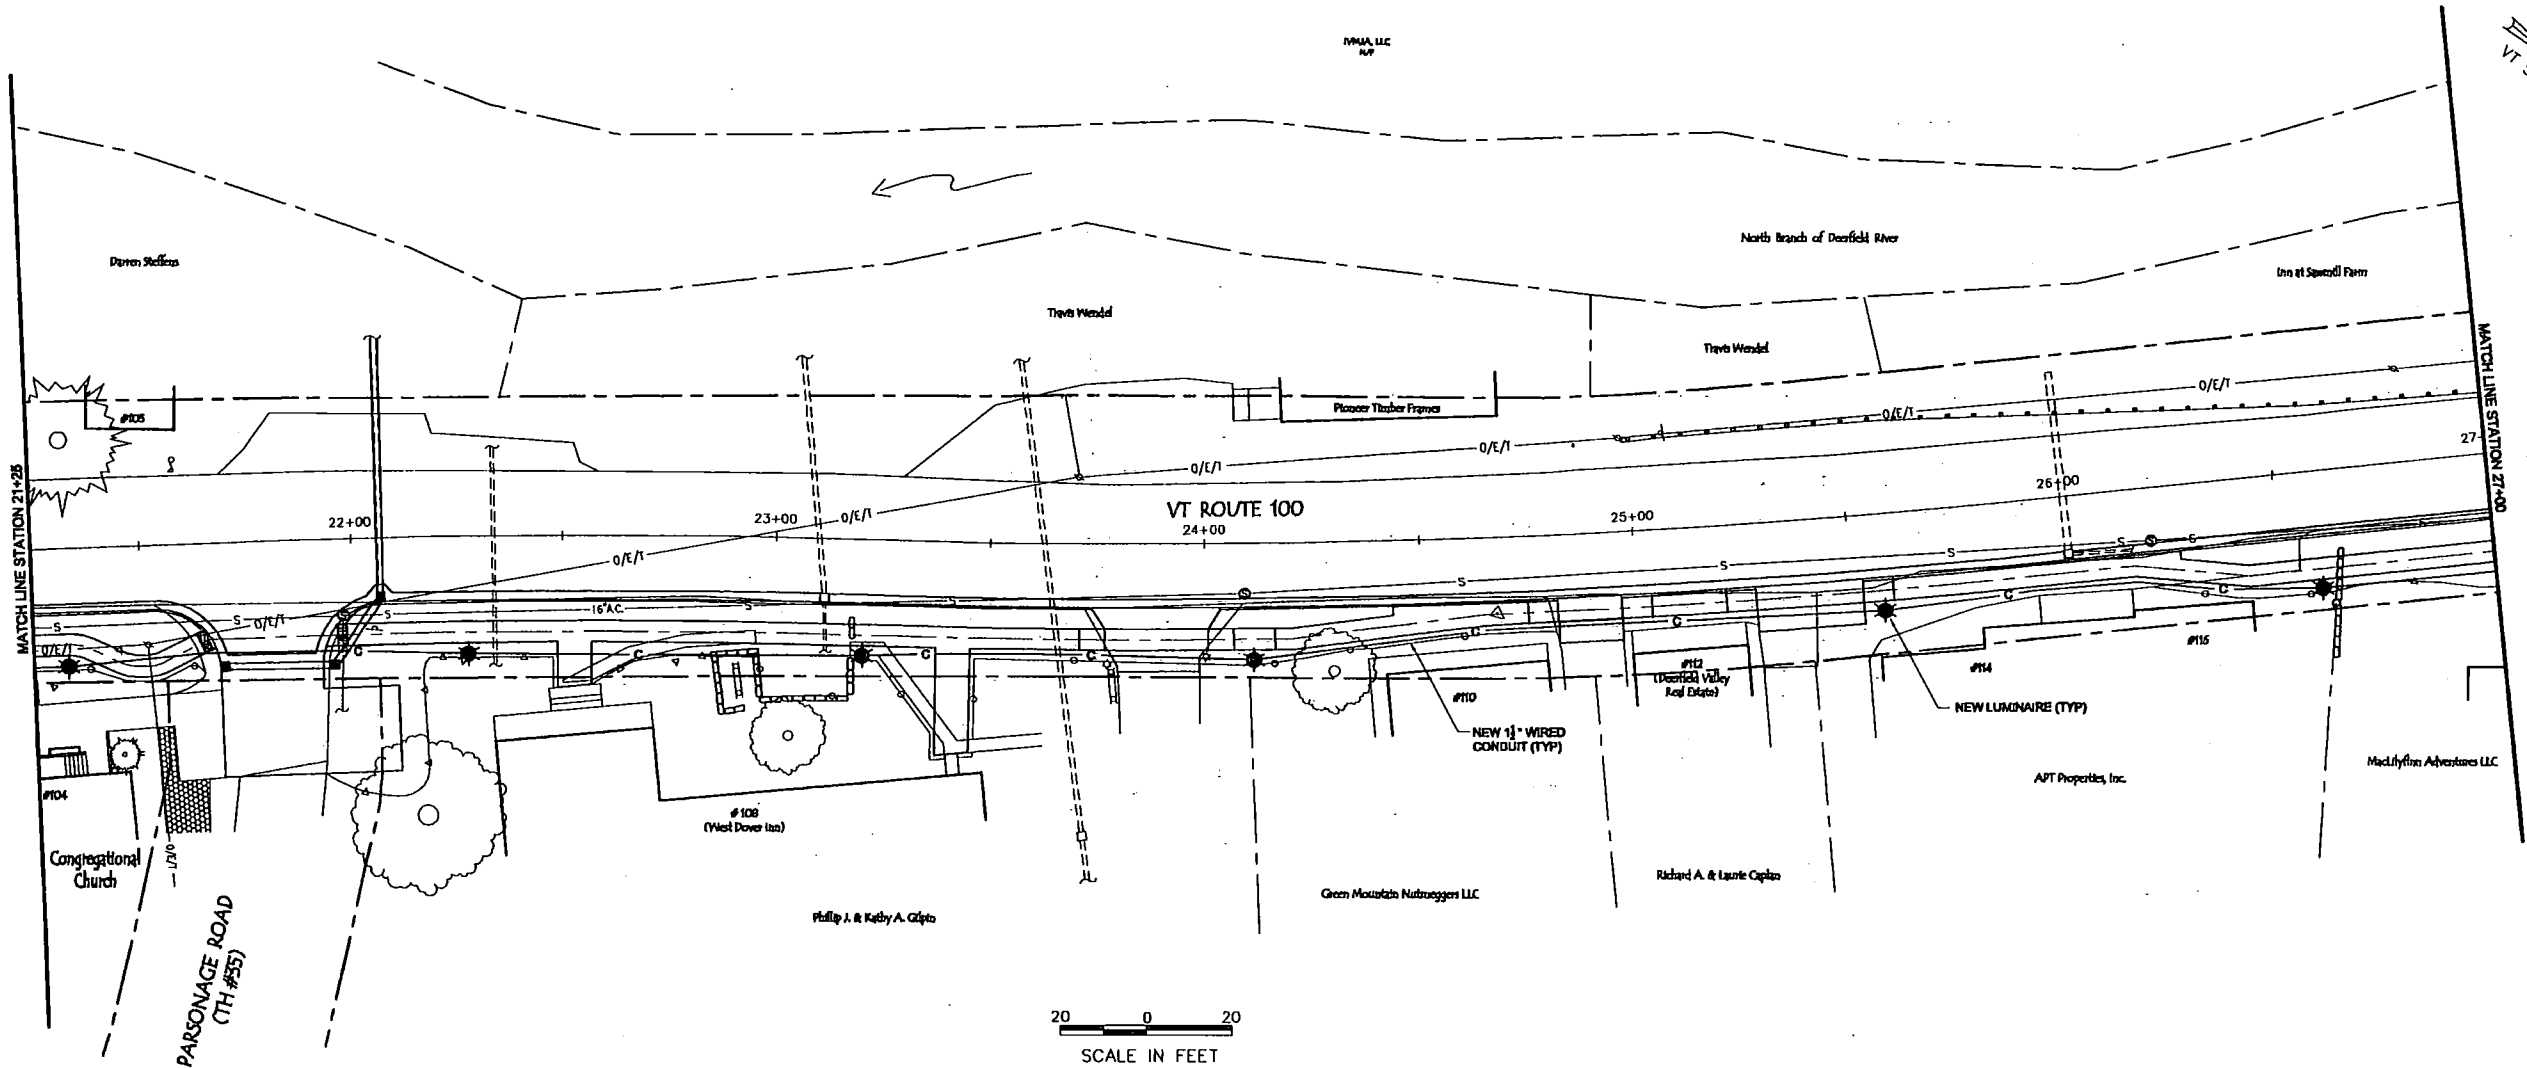 N/F
VT
Darren Steffens
North Branch of Deerfield River
Inn at Sawmill Farm
Travis Wendel
Travis Wendel
Pioneer Timber Frames
#105
O/E/T
O/E/T
O/E/T
O/E/T
O/E/T
O/E/T
O/E/T
O/E/T
MATCH LINE STATION 21+25
MATCH LINE STATION 27+00
27
VT ROUTE 100
22+00
23+00
24+00
25+00
26+00
16" A.C.
S
S
S
S
S
S
S
S
S
S
C
C
C
C
C
C
C
C
#104
Congregational
Church
PARSONAGE ROAD
(TH #35)
#108
(West Dover Inn)
Phillip J. & Kathy A. Gilpin
#110
NEW 1½" WIRED
CONDUIT (TYP)
Green Mountain Nutmeggers LLC
#112
(Deerfield Valley
Real Estate)
Richard A. & Laurie Caplan
#114
NEW LUMINAIRE (TYP)
APT Properties, Inc.
#116
MacLilyfinn Adventures LLC
20 0 20
SCALE IN FEET